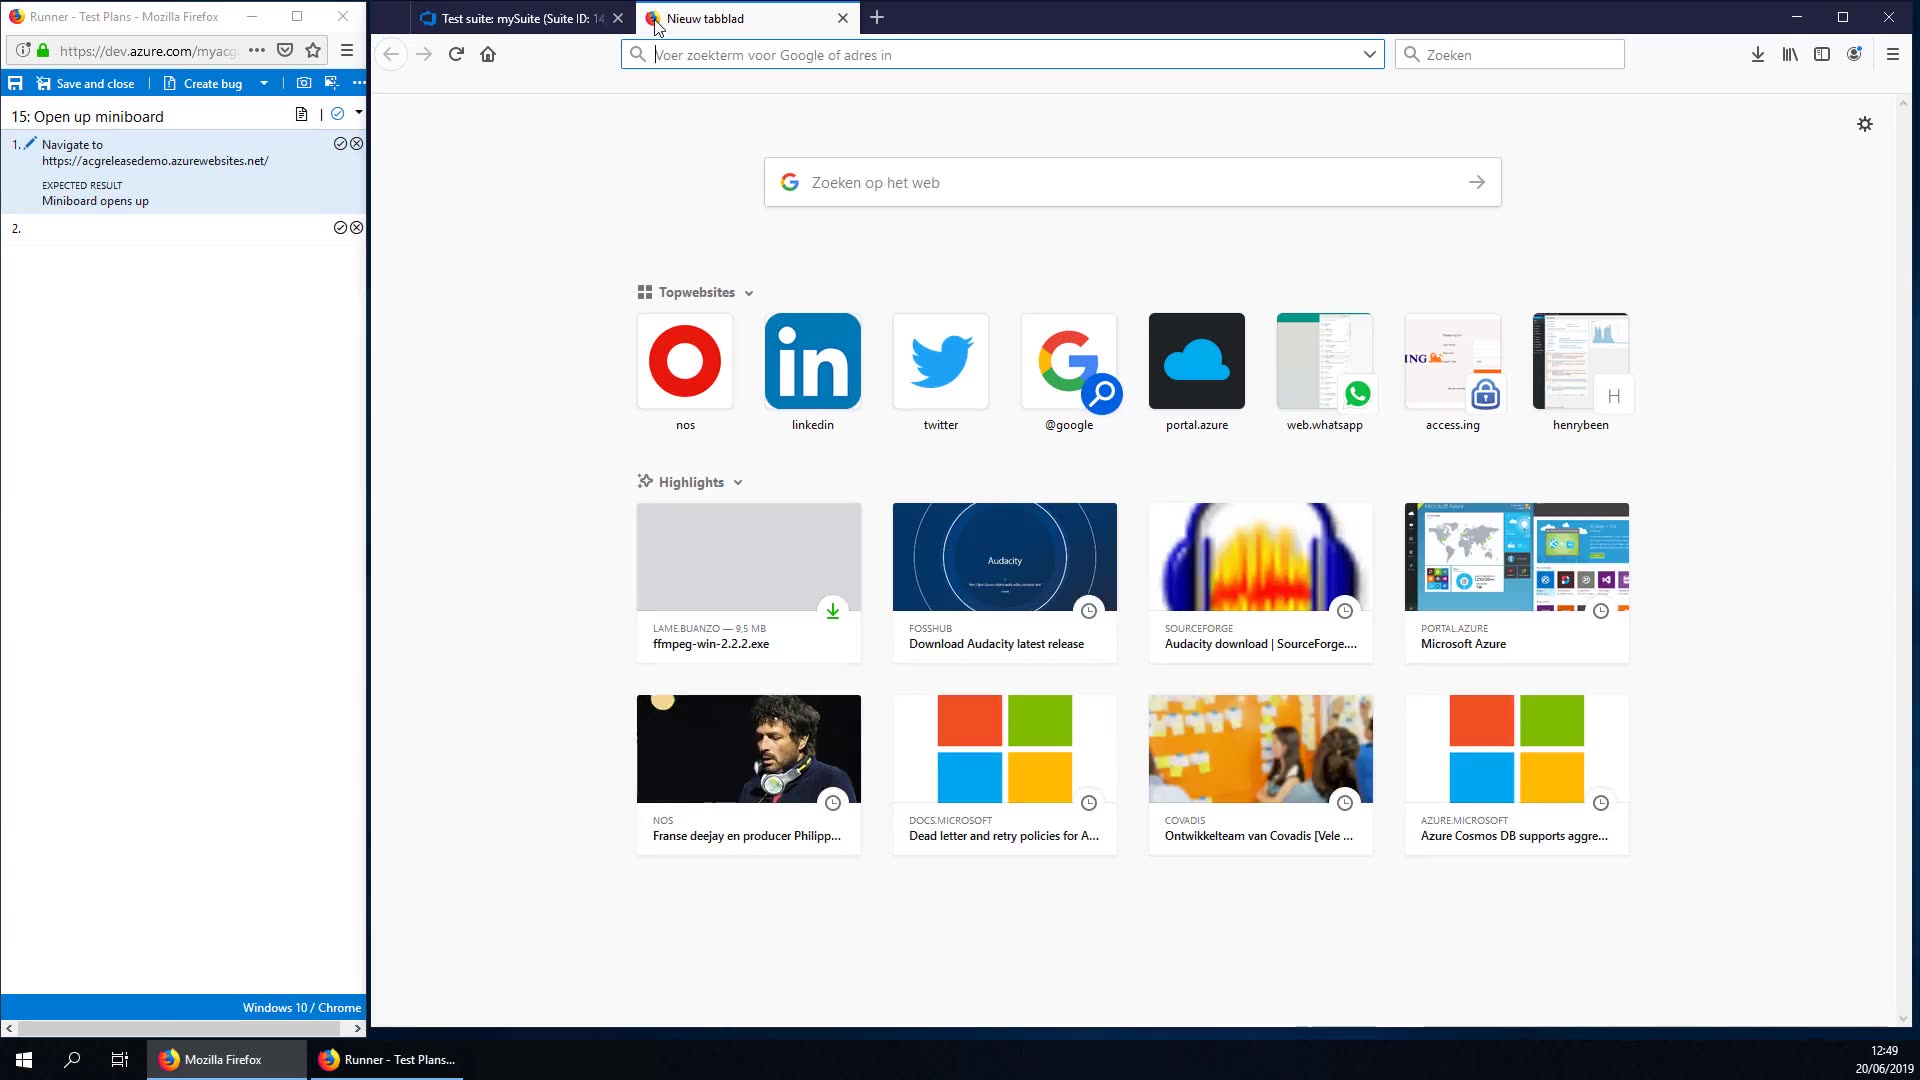 Runner - Test Plans - Mozilla Firefox
https://dev.azure.com/myacg
Save and close
Create bug
15: Open up miniboard
1.
Navigate to
https://acgreleasedemo.azurewebsites.net/
EXPECTED RESULT
Miniboard opens up
2.
Windows 10 / Chrome
Test suite: mySuite (Suite ID: 14
Nieuw tabblad
Voer zoekterm voor Google of adres in
Zoeken
Zoeken op het web
Topwebsites
ING
H
nos
linkedin
twitter
@google
portal.azure
web.whatsapp
access.ing
henrybeen
Highlights
Audacity
Microsoft Azure
LAME.BUANZO — 9,5 MB
ffmpeg-win-2.2.2.exe
FOSSHUB
Download Audacity latest release
SOURCEFORGE
Audacity download | SourceForge....
PORTAL.AZURE
Microsoft Azure
NOS
Franse deejay en producer Philipp...
DOCS.MICROSOFT
Dead letter and retry policies for A...
COVADIS
Ontwikkelteam van Covadis [Vele ...
AZURE.MICROSOFT
Azure Cosmos DB supports aggre...
Mozilla Firefox
Runner - Test Plans...
12:49
20/06/2019